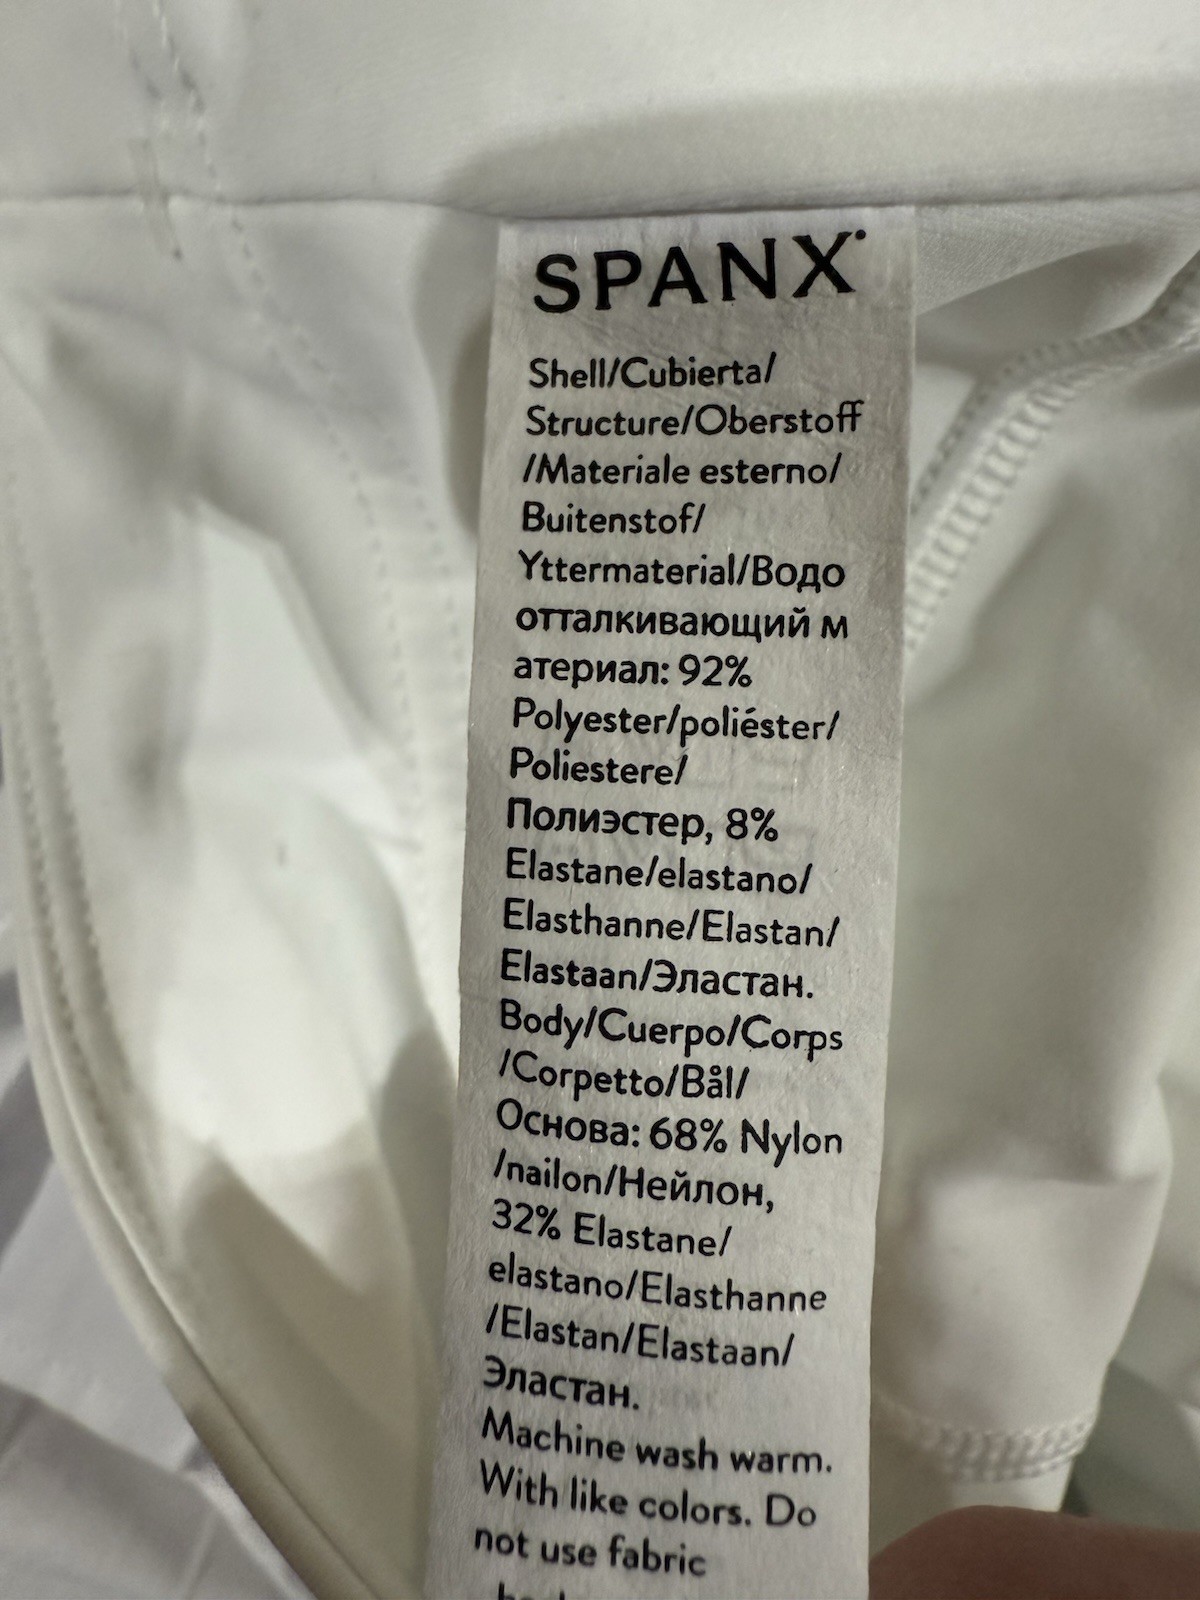 SPANX
Shell/Cubierta/
Structure/Oberstoff
/Materiale esterno/
Buitenstof/
Yttermaterial/Водо
отталкивающий м
атериал: 92%
Polyester/poliéster/
Poliestere/
Полиэстер, 8%
Elastane/elastano/
Elasthanne/Elastan/
Elastaan/Эластан.
Body/Cuerpo/Corps
/Corpetto/Bål/
Основа: 68% Nylon
/nailon/Нейлон,
32% Elastane/
elastano/Elasthanne
/Elastan/Elastaan/
Эластан.
Machine wash warm.
With like colors. Do
not use fabric